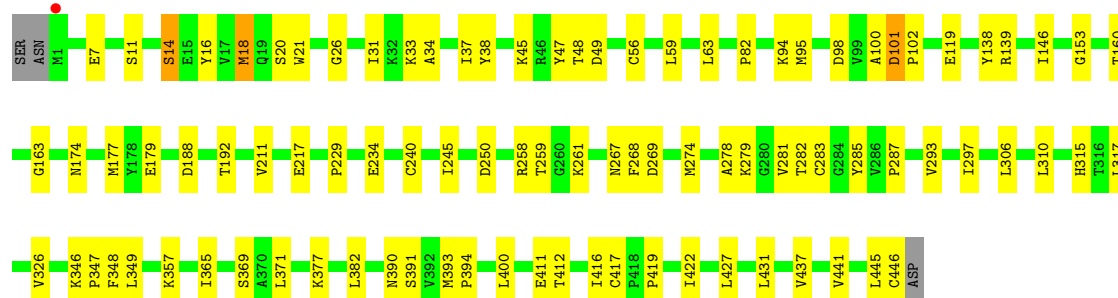 SER ASN M1 E7 S11 S14 E15 Y16 V17 M18 Q19 S20 W21 G26 I31 K32 K33 A34 I37 Y38 K45 R46 Y47 T48 D49 C56 L59 L63 P82 K94 M95 D98 V99 A100 D101 P102 E119 Y138 R139 I146 G153 T160
G163 N174 M177 Y178 E179 D188 T192 V211 E217 P229 E234 C240 I245 D250 R258 T259 G260 K261 N267 F268 D269 M274 A278 K279 G280 V281 T282 C283 G284 Y285 V286 P287 V293 I297 L306 L310 H315 T316 L317
V326 K346 P347 F348 L349 K357 I365 S369 A370 L371 K377 L382 N390 S391 V392 M393 P394 L400 E411 T412 I416 C417 P418 P419 I422 L427 L431 V437 V441 L445 C446 ASP